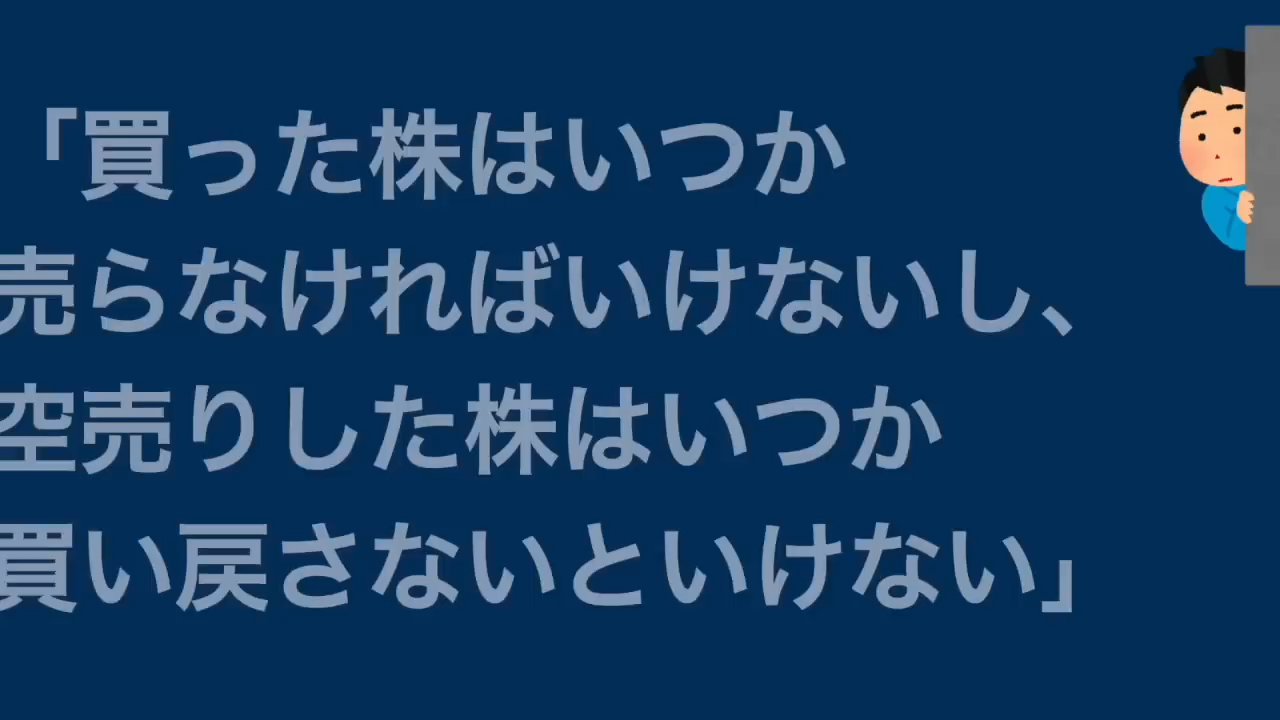 「買った株はいつか
売らなければいけないし、
空売りした株はいつか
買い戻さないといけない」